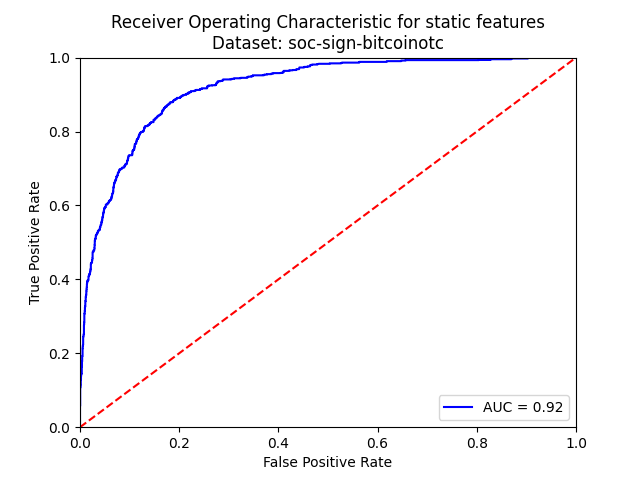 Receiver Operating Characteristic for static features
Dataset: soc-sign-bitcoinotc
True Positive Rate
1.0
0.8
0.6
0.4
0.2
0.0
AUC = 0.92
0.0 0.2 0.4 0.6 0.8 1.0
False Positive Rate